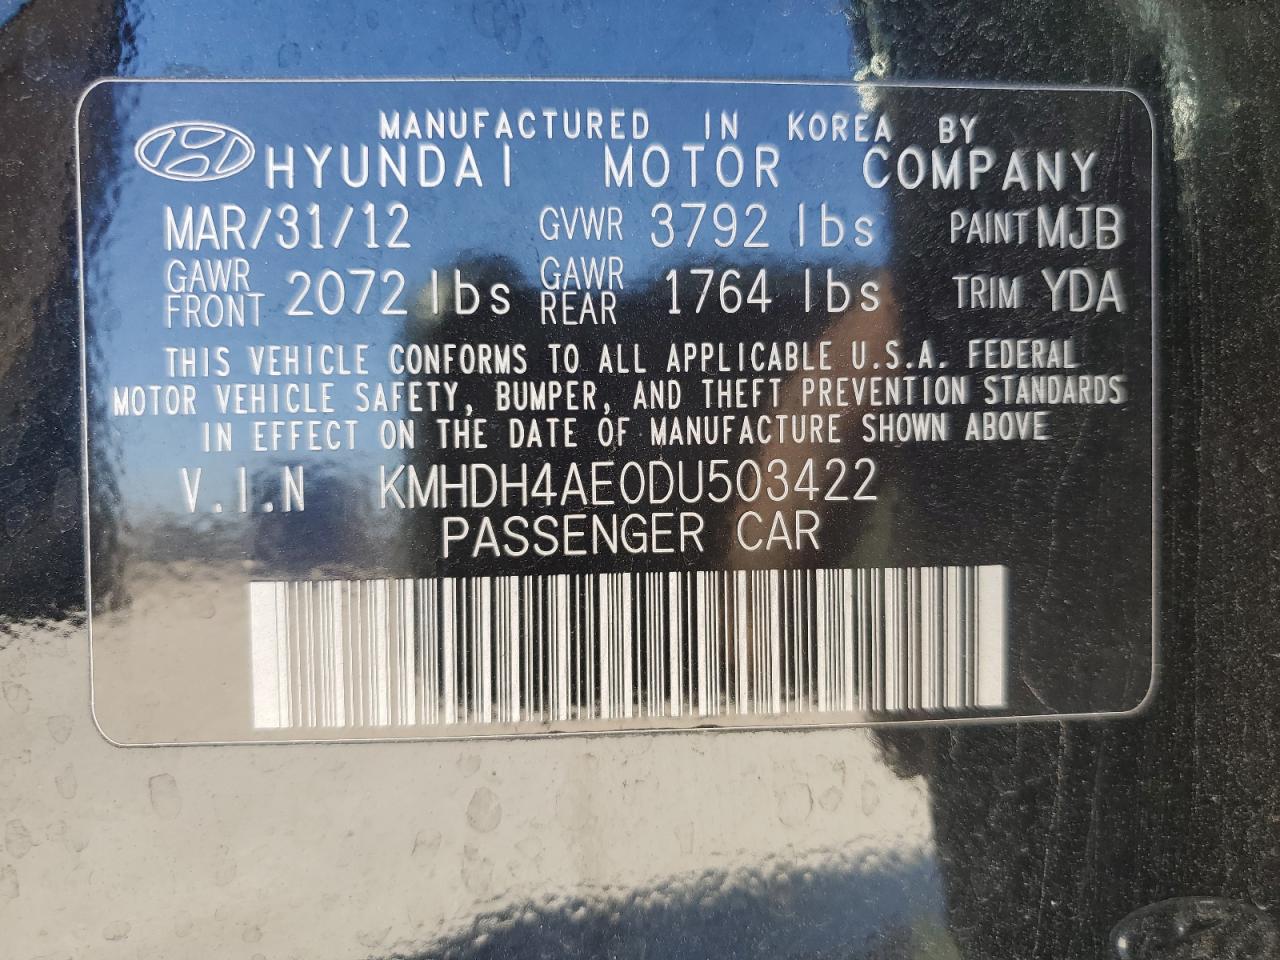 MANUFACTURED IN KOREA BY
HYUNDAI MOTOR COMPANY
MAR/31/12 GVWR 3792 lbs PAINT MJB
GAWR FRONT 2072 lbs GAWR REAR 1764 lbs TRIM YDA
THIS VEHICLE CONFORMS TO ALL APPLICABLE U.S.A. FEDERAL
MOTOR VEHICLE SAFETY, BUMPER, AND THEFT PREVENTION STANDARDS
IN EFFECT ON THE DATE OF MANUFACTURE SHOWN ABOVE
V.I.N KMHDH4AE0DU503422
PASSENGER CAR